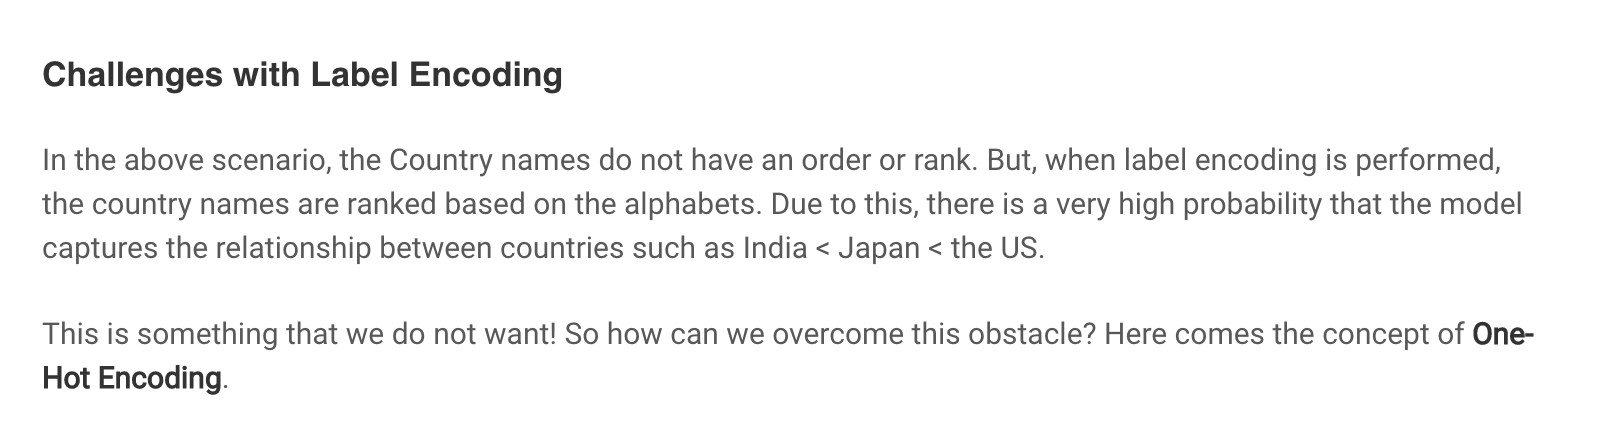 Challenges with Label Encoding
In the above scenario, the Country names do not have an order or rank. But, when label encoding is performed,
the country names are ranked based on the alphabets. Due to this, there is a very high probability that the model
captures the relationship between countries such as India < Japan < the US.
This is something that we do not want! So how can we overcome this obstacle? Here comes the concept of One-
Hot Encoding.